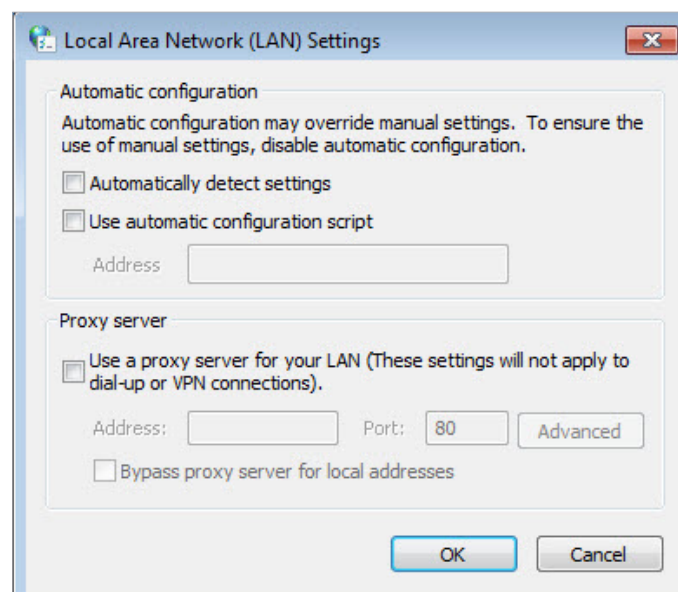 Local Area Network (LAN) Settings
Automatic configuration
Automatic configuration may override manual settings. To ensure the
use of manual settings, disable automatic configuration.
Automatically detect settings
Use automatic configuration script
Address
Proxy server
Use a proxy server for your LAN (These settings will not apply to
dial-up or VPN connections).
Address: Port: 80 Advanced
Bypass proxy server for local addresses
OK Cancel